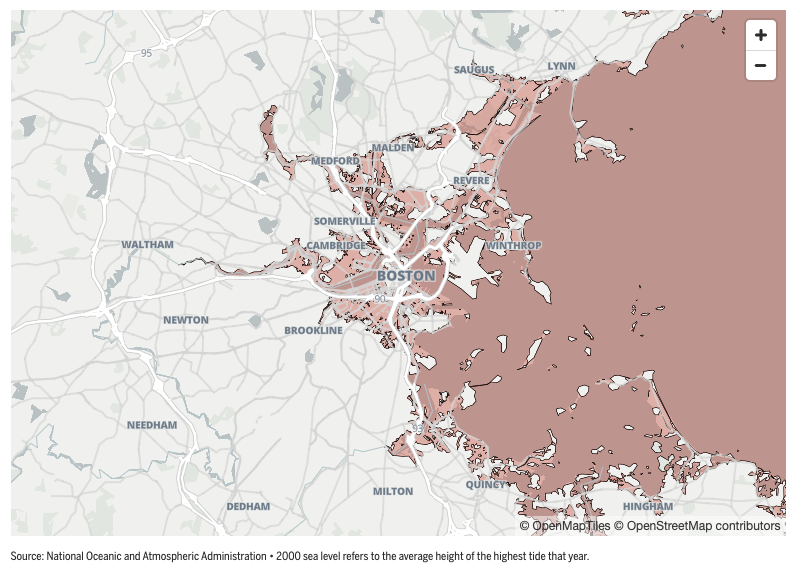 +
−
95
SAUGUS
LYNN
MALDEN
MEDFORD
REVERE
SOMERVILLE
WALTHAM
CAMBRIDGE
WINTHROP
BOSTON
90
NEWTON
BROOKLINE
NEEDHAM
93
QUINCY
MILTON
DEDHAM
HINGHAM
© OpenMapTiles © OpenStreetMap contributors
Source: National Oceanic and Atmospheric Administration • 2000 sea level refers to the average height of the highest tide that year.